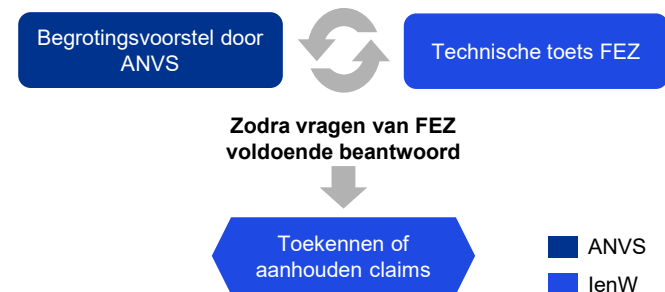 Begrotingsvoorstel door
ANVS
Technische toets FEZ
Zodra vragen van FEZ
voldoende beantwoord
Toekennen of
aanhouden claims
ANVS
IenW